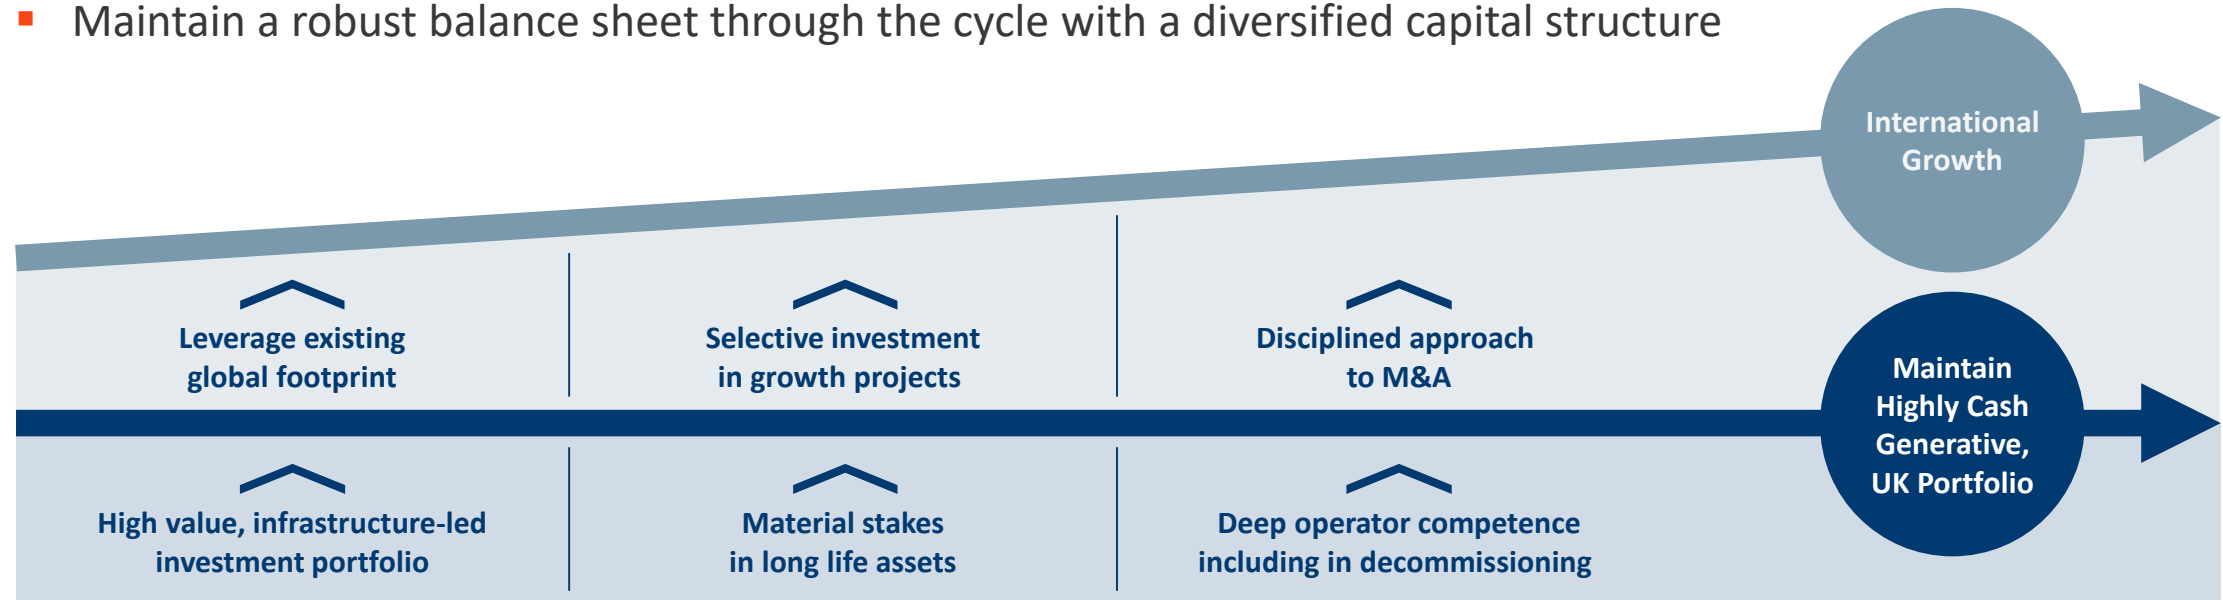 ▪ Maintain a robust balance sheet through the cycle with a diversified capital structure
International
Growth
Leverage existing
global footprint
Selective investment
in growth projects
Disciplined approach
to M&A
Maintain
Highly Cash
Generative,
UK Portfolio
High value, infrastructure-led
investment portfolio
Material stakes
in long life assets
Deep operator competence
including in decommissioning